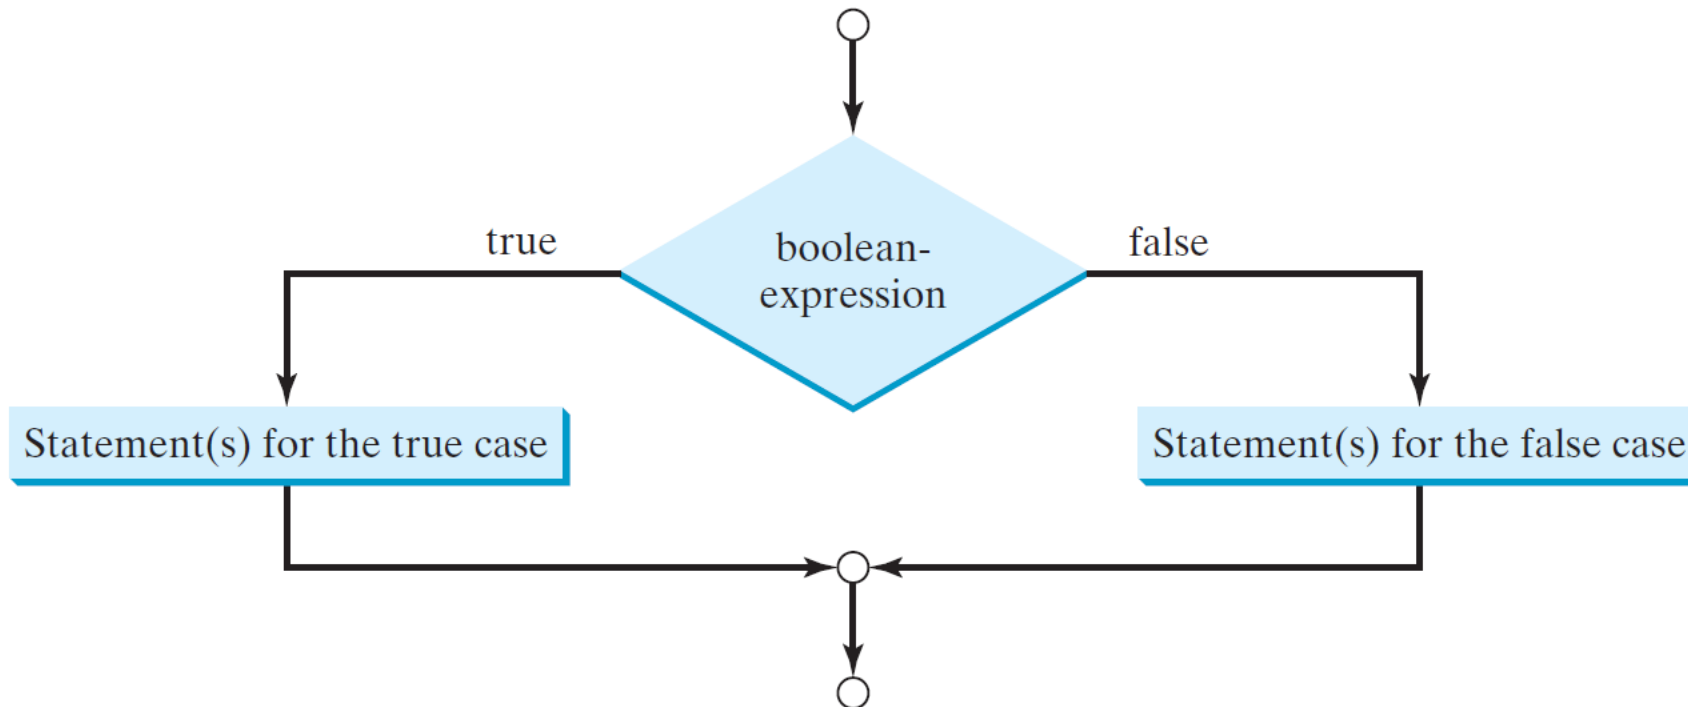 true
boolean-
expression
false
Statement(s) for the true case
Statement(s) for the false case